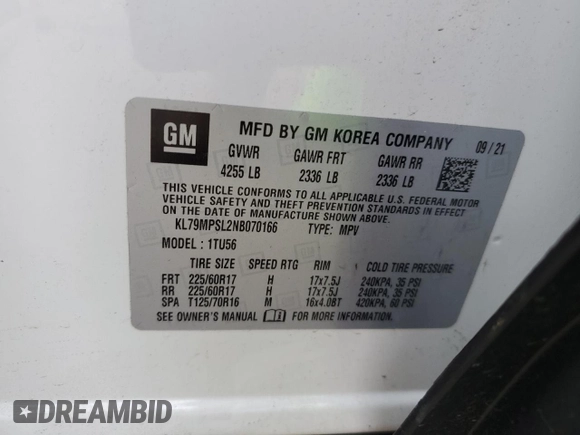 GM
MFD BY GM KOREA COMPANY 09/21
GVWR GAWR FRT GAWR RR
4255 LB 2336 LB 2336 LB
THIS VEHICLE CONFORMS TO ALL APPLICABLE U.S. FEDERAL MOTOR
VEHICLE SAFETY AND THEFT PREVENTION STANDARDS IN EFFECT
ON THE DATE OF MANUFACTURE SHOWN ABOVE.
KL79MPSL2NB070166 TYPE: MPV
MODEL: 1TU56
TIRE SIZE SPEED RTG RIM COLD TIRE PRESSURE
FRT 225/60R17 H 17x7.5J 240KPA, 35 PSI
RR 225/60R17 H 17x7.5J 240KPA, 35 PSI
SPA T125/70R16 M 16x4.0BT 420KPA, 60 PSI
SEE OWNER'S MANUAL FOR MORE INFORMATION.
DREAMBID